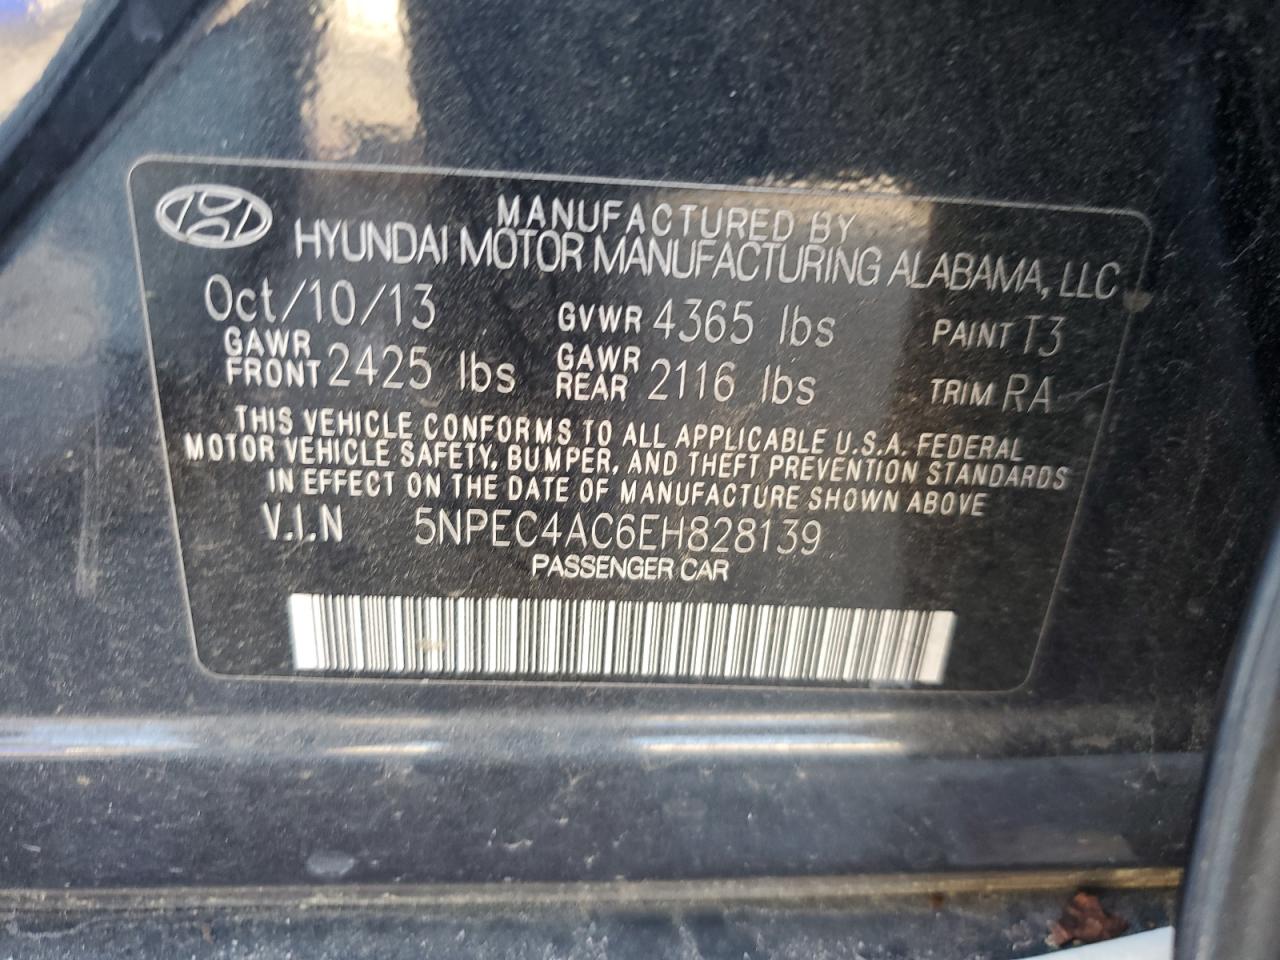 MANUFACTURED BY
HYUNDAI MOTOR MANUFACTURING ALABAMA, LLC
Oct/10/13 GVWR 4365 lbs PAINT T3
GAWR FRONT 2425 lbs GAWR REAR 2116 lbs TRIM RA
THIS VEHICLE CONFORMS TO ALL APPLICABLE U.S.A. FEDERAL
MOTOR VEHICLE SAFETY, BUMPER, AND THEFT PREVENTION STANDARDS
IN EFFECT ON THE DATE OF MANUFACTURE SHOWN ABOVE
V.I.N 5NPEC4AC6EH828139
PASSENGER CAR